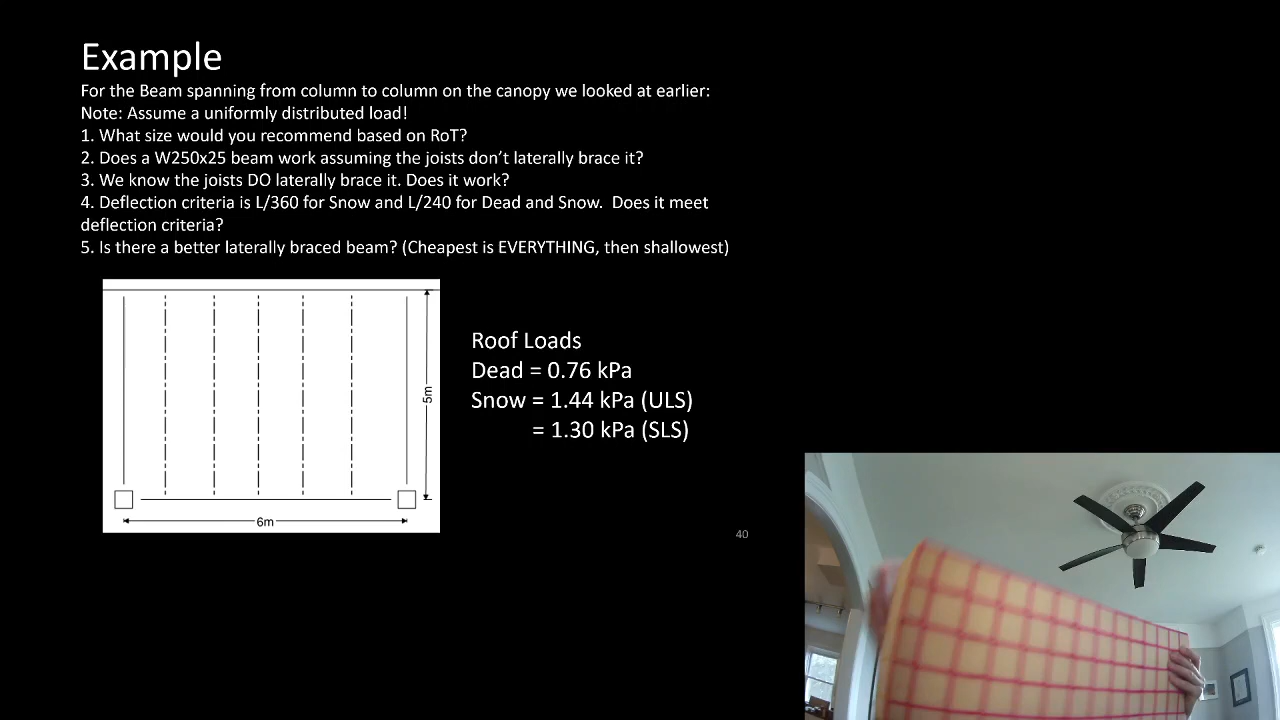 Example
For the Beam spanning from column to column on the canopy we looked at earlier:
Note: Assume a uniformly distributed load!
1. What size would you recommend based on RoT?
2. Does a W250x25 beam work assuming the joists don't laterally brace it?
3. We know the joists DO laterally brace it. Does it work?
4. Deflection criteria is L/360 for Snow and L/240 for Dead and Snow. Does it meet
deflection criteria?
5. Is there a better laterally braced beam? (Cheapest is EVERYTHING, then shallowest)
Roof Loads
Dead = 0.76 kPa
Snow = 1.44 kPa (ULS)
= 1.30 kPa (SLS)
5m
6m
40